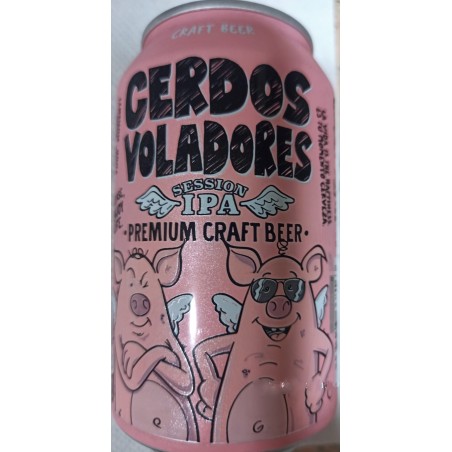 CRAFT BEER
CERDOS
VOLADORES
SESSION
IPA
·PREMIUM CRAFT BEER·